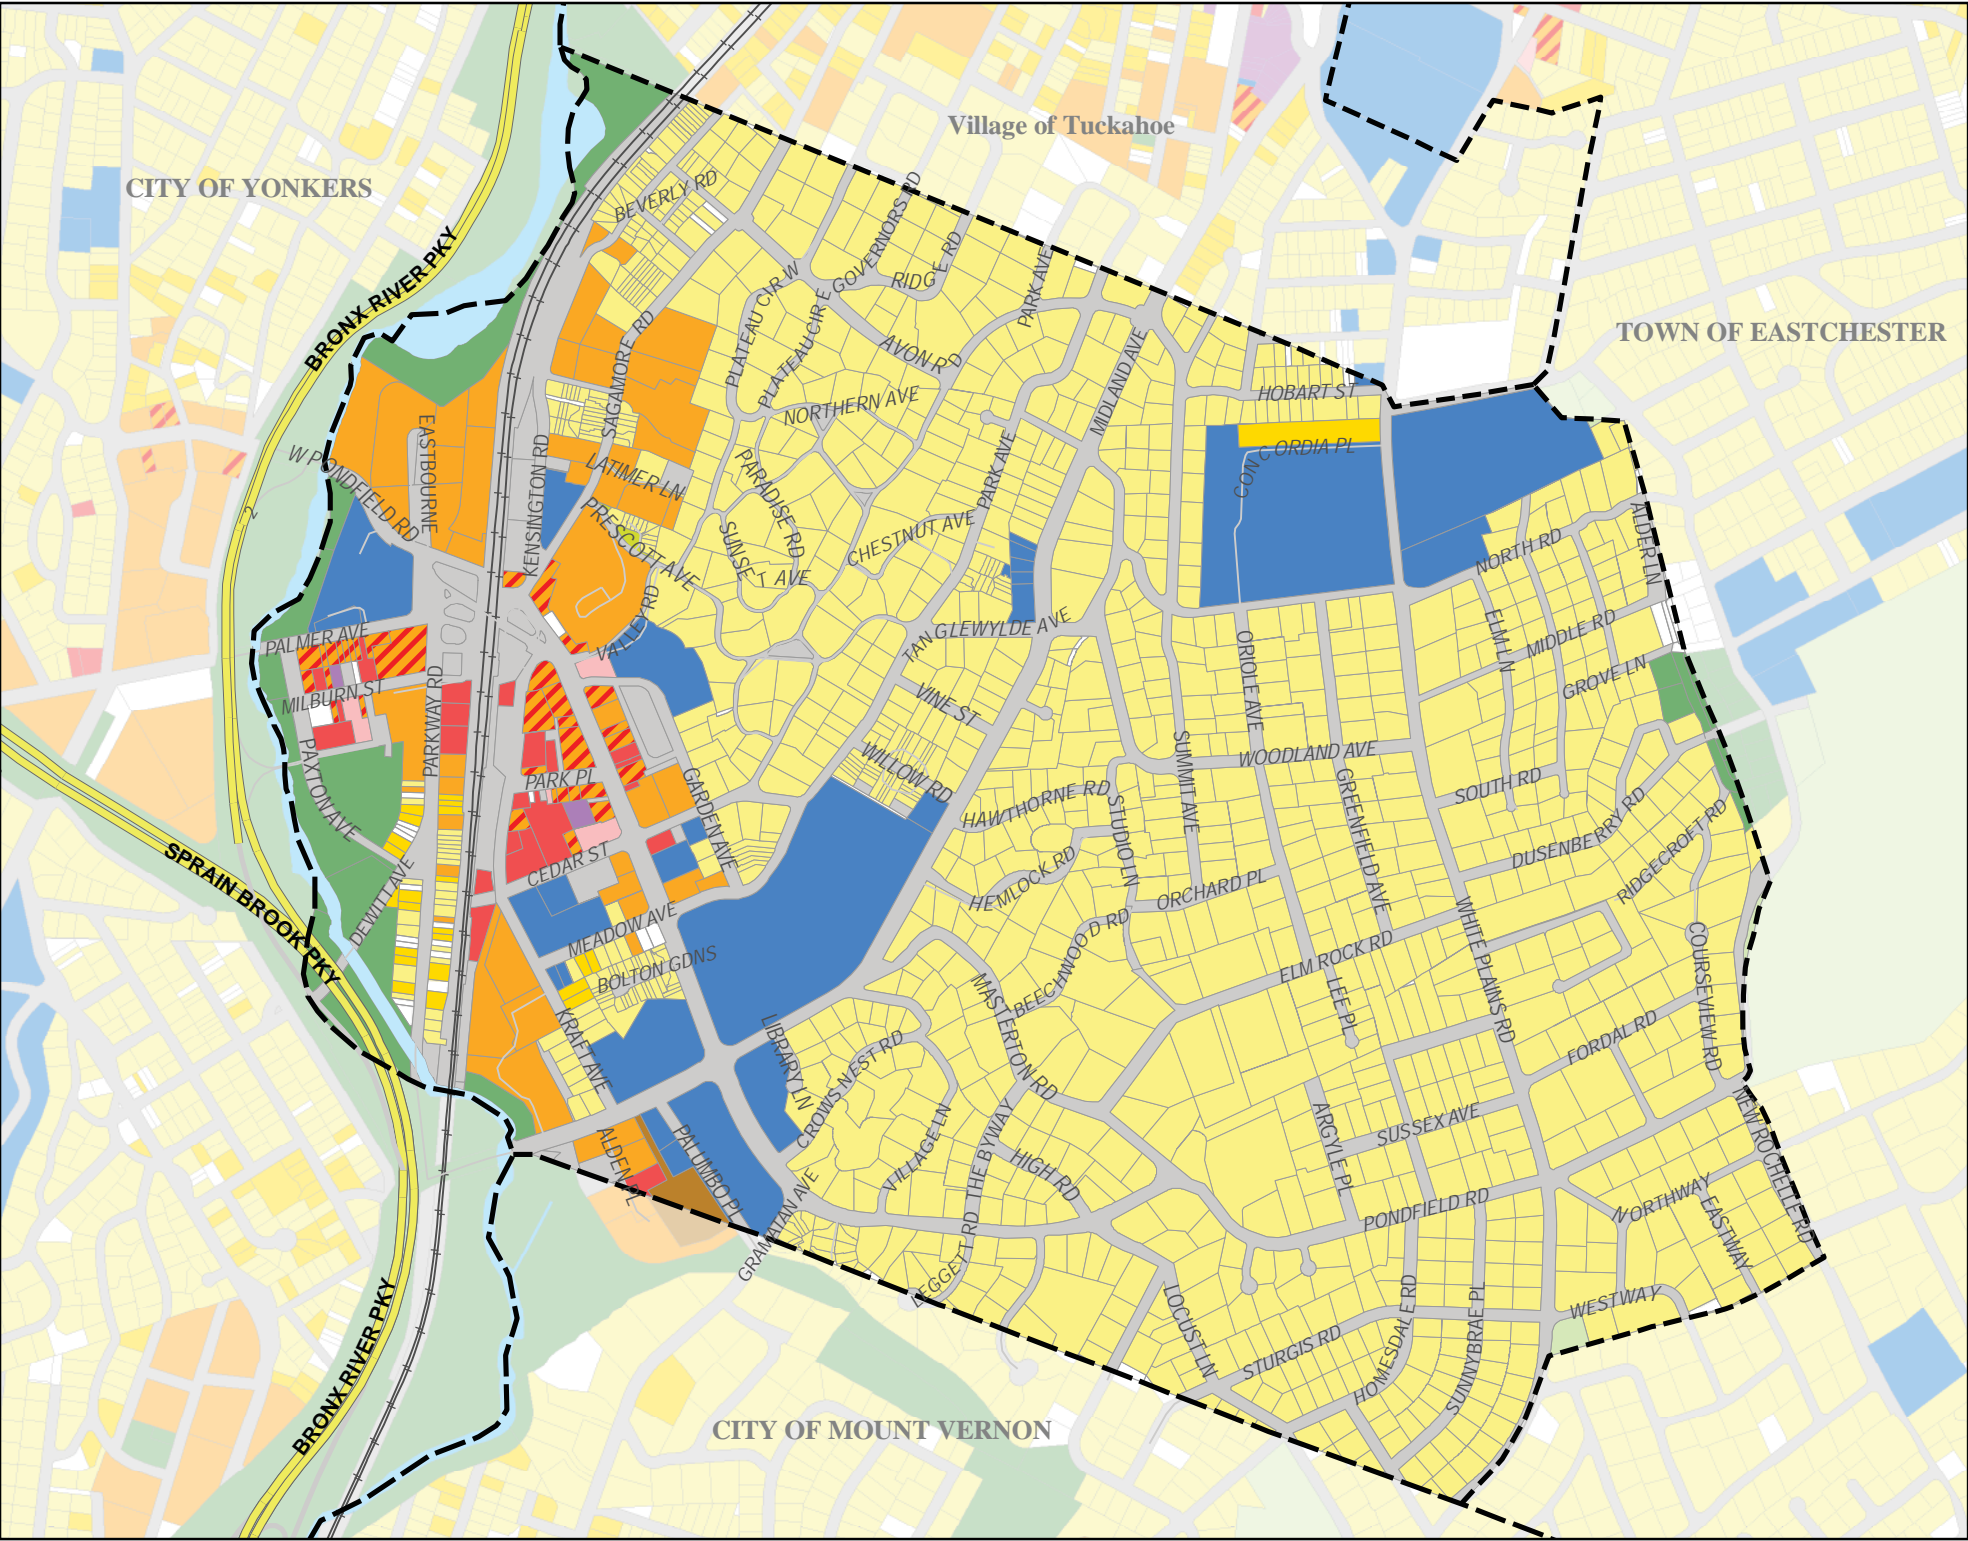 Village of Tuckahoe
CITY OF YONKERS
TOWN OF EASTCHESTER
CITY OF MOUNT VERNON
BRONX RIVER PKY
SPRAIN BROOK PKY
BRONX RIVER PKY
2
BEVERLY RD
GOVERNORS RD
RIDGE RD
PLATEAU CIR W
PLATEAU CIR E
PARK AVE
AVON RD
MIDLAND AVE
SAGAMORE RD
NORTHERN AVE
HOBART ST
CONCORDIA PL
EASTBOURNE
W PONDFIELD RD
KENSINGTON RD
LATIMER LN
PRESCOTT AVE
PARADISE RD
SUNSET AVE
CHESTNUT AVE
PARK AVE
ALDER LN
NORTH RD
MIDDLE RD
ELM LN
GROVE LN
VALLEY RD
TANGLEWYLDE AVE
PALMER AVE
MILBURN ST
PARKWAY RD
PAXTON AVE
VINE ST
WILLOW RD
ORIOLE AVE
WOODLAND AVE
SUMMIT AVE
GREENFIELD AVE
SOUTH RD
PARK PL
GARDEN AVE
HAWTHORNE RD
STUDIO LN
DUSENBERRY RD
RIDGECROFT RD
CEDAR ST
DEWITT AVE
HEMLOCK RD
ORCHARD PL
MEADOW AVE
BOLTON GDNS
BEECHWOOD RD
ELM ROCK RD
WHITE PLAINS RD
COURSEVIEW RD
MASTERTON RD
LEE PL
FORDAL RD
KRAFT AVE
LIBRARY LN
CROWS NEST RD
VILLAGE LN
THE BYWAY
HIGH RD
ARGYLE PL
SUSSEX AVE
NEW ROCHELLE RD
ALDEN PL
PALUMBO PL
GRAMATAN AVE
LEGGETT RD
PONDFIELD RD
NORTHWAY
EASTWAY
WESTWAY
LOCUST LN
STURGIS RD
HOMESDALE RD
SUNNYBRAE PL